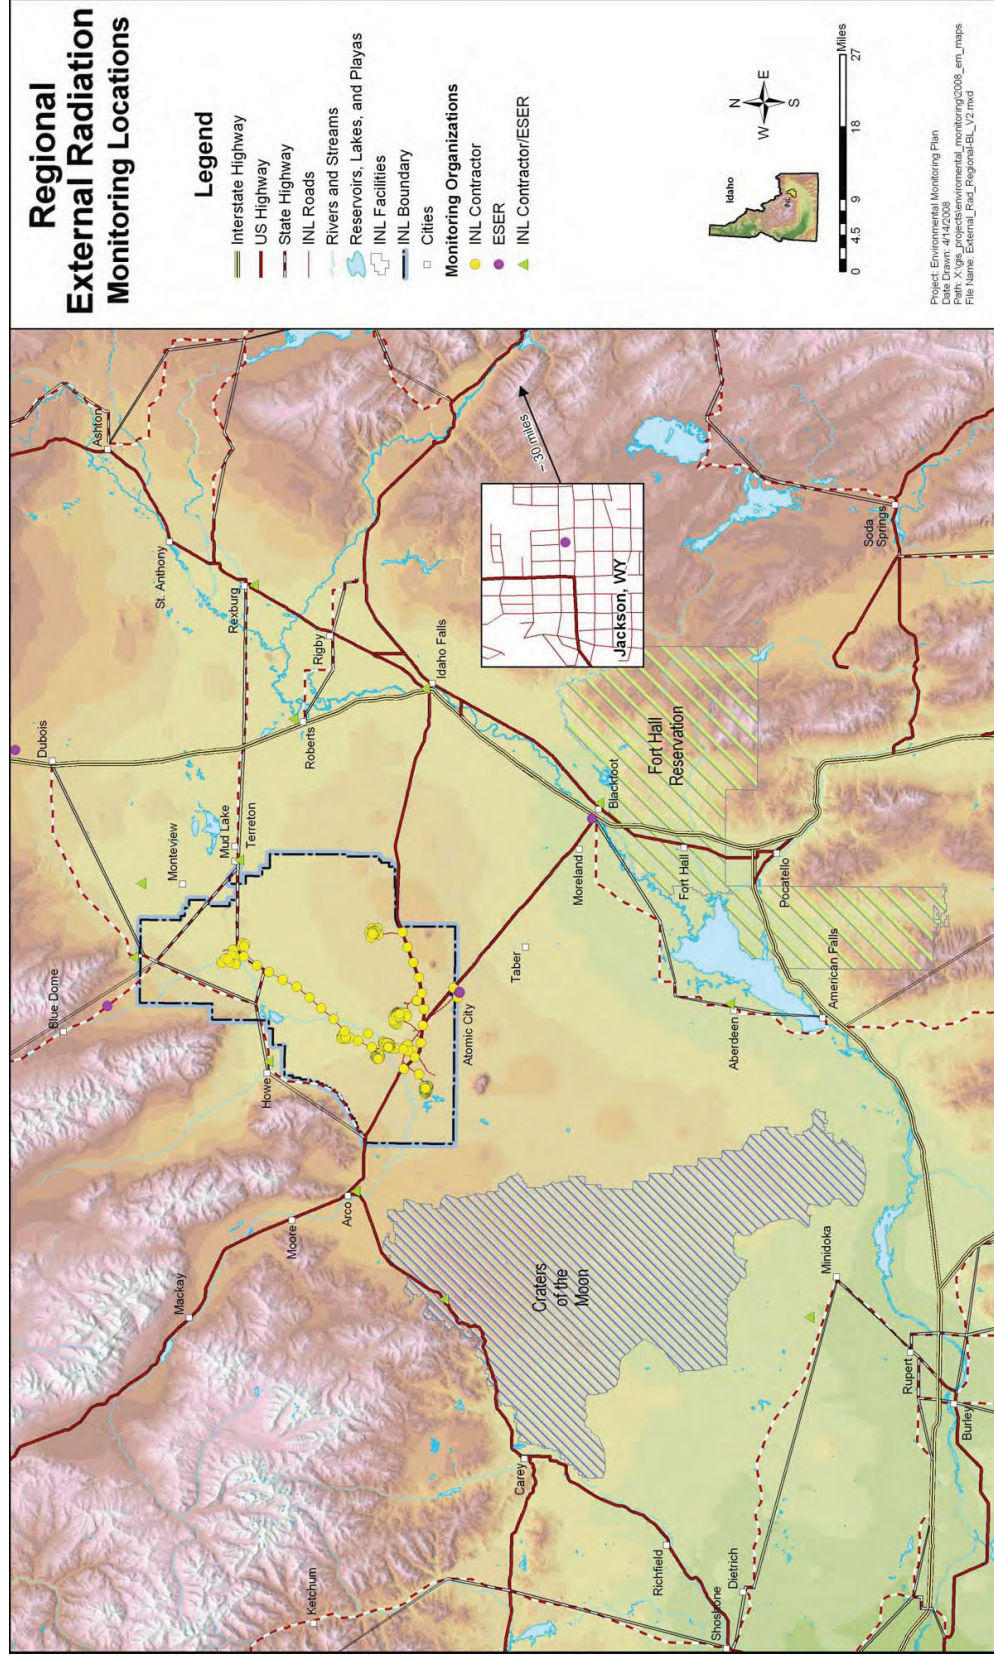 Regional
External Radiation
Monitoring Locations
Legend
Interstate Highway
US Highway
State Highway
INL Roads
Rivers and Streams
Reservoirs, Lakes, and Playas
INL Facilities
INL Boundary
Cities
Monitoring Organizations
INL Contractor
ESER
INL Contractor/ESER
Idaho
INL
N
W E
S
0 4.5 9 18 27
Miles
Project: Environmental Monitoring Plan
Date Drawn: 4/14/2008
Path: X:\gis_projects\enviromental_monitoring\2008_em_maps
File Name: External_Rad_Regional-BL_V2.mxd
Ashton
St. Anthony
Rexburg
Rigby
Dubois
Roberts
Idaho Falls
Monteview
Mud Lake
Terreton
Blue Dome
Howe
Mackay
Moore
Arco
Atomic City
Taber
Moreland
Blackfoot
Fort Hall
Reservation
Fort Hall
Pocatello
American Falls
Aberdeen
Soda
Springs
Jackson, WY
~30 miles
Craters
of the
Moon
Minidoka
Rupert
Burley
Carey
Richfield
Dietrich
Shoshone
Ketchum